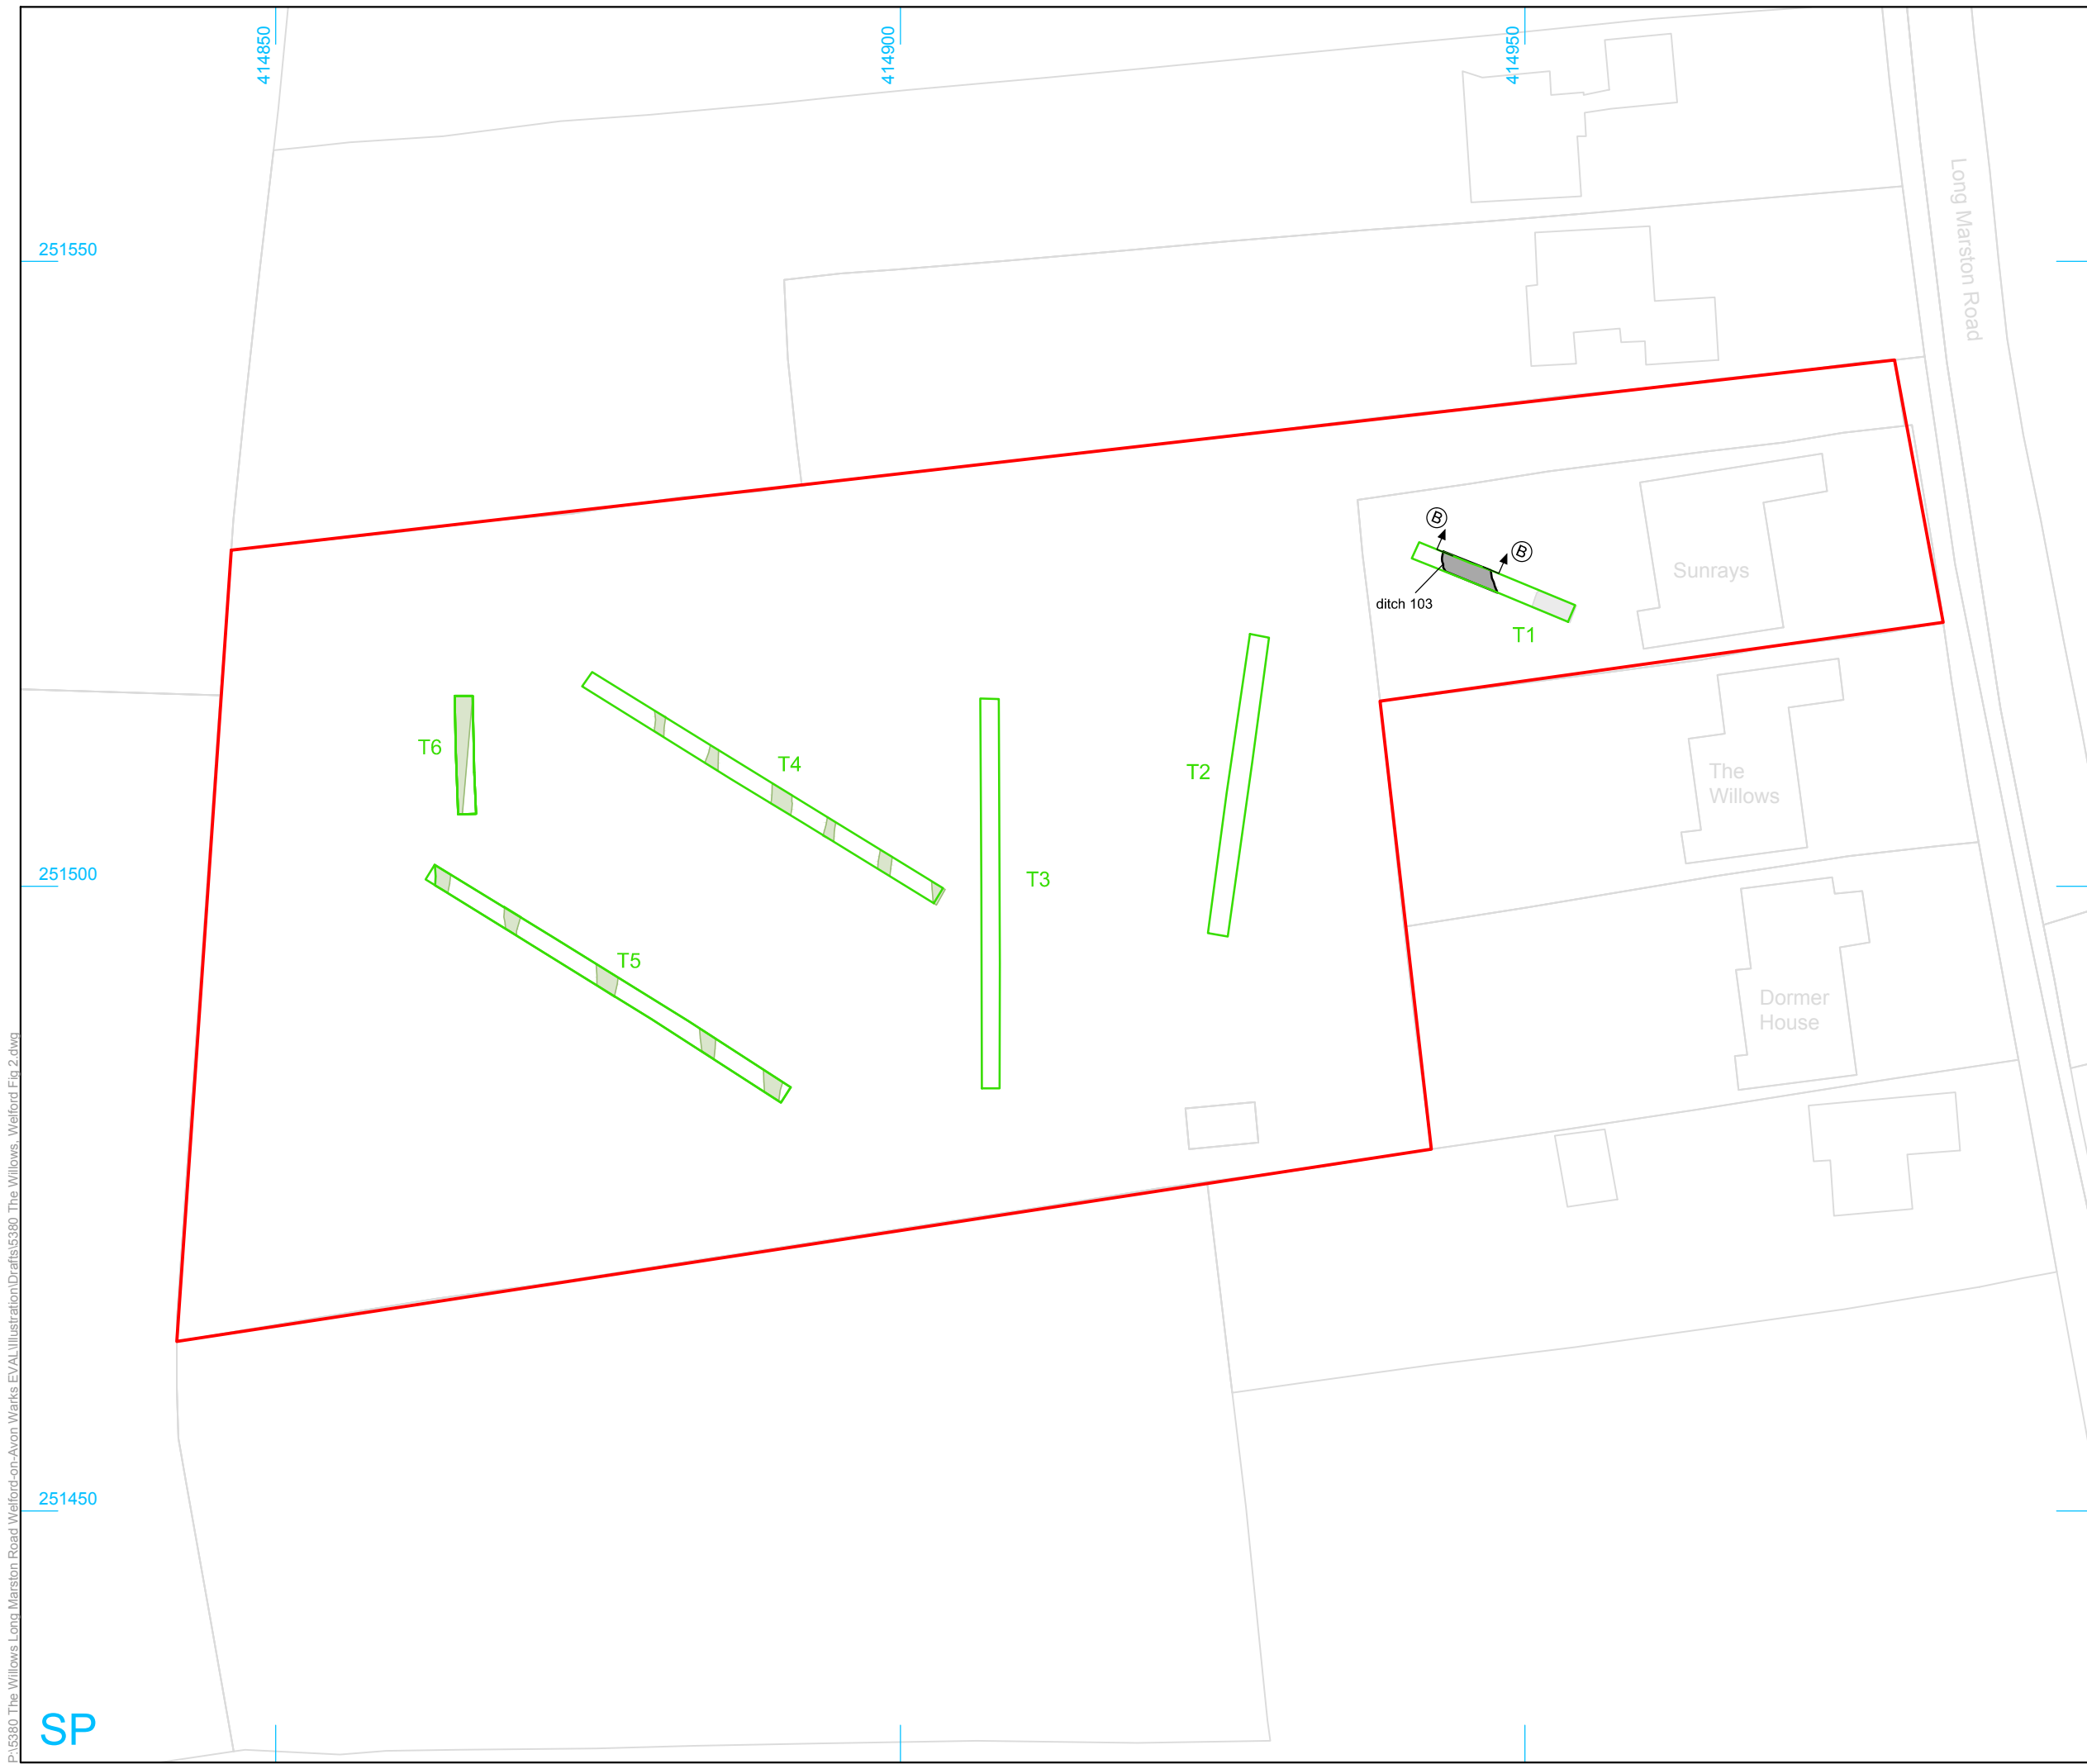 414850
414900
414950
251550
Long Marston Road
B
B
Sunrays
ditch 103
T1
T6
T4
T2
The
Willows
251500
T3
T5
Dormer
House
251450
SP
P:\5380 The Willows Long Marston Road Welford-on-Avon Warks EVAL\Illustration\Drafts\5380 The Willows, Welford Fig 2.dwg